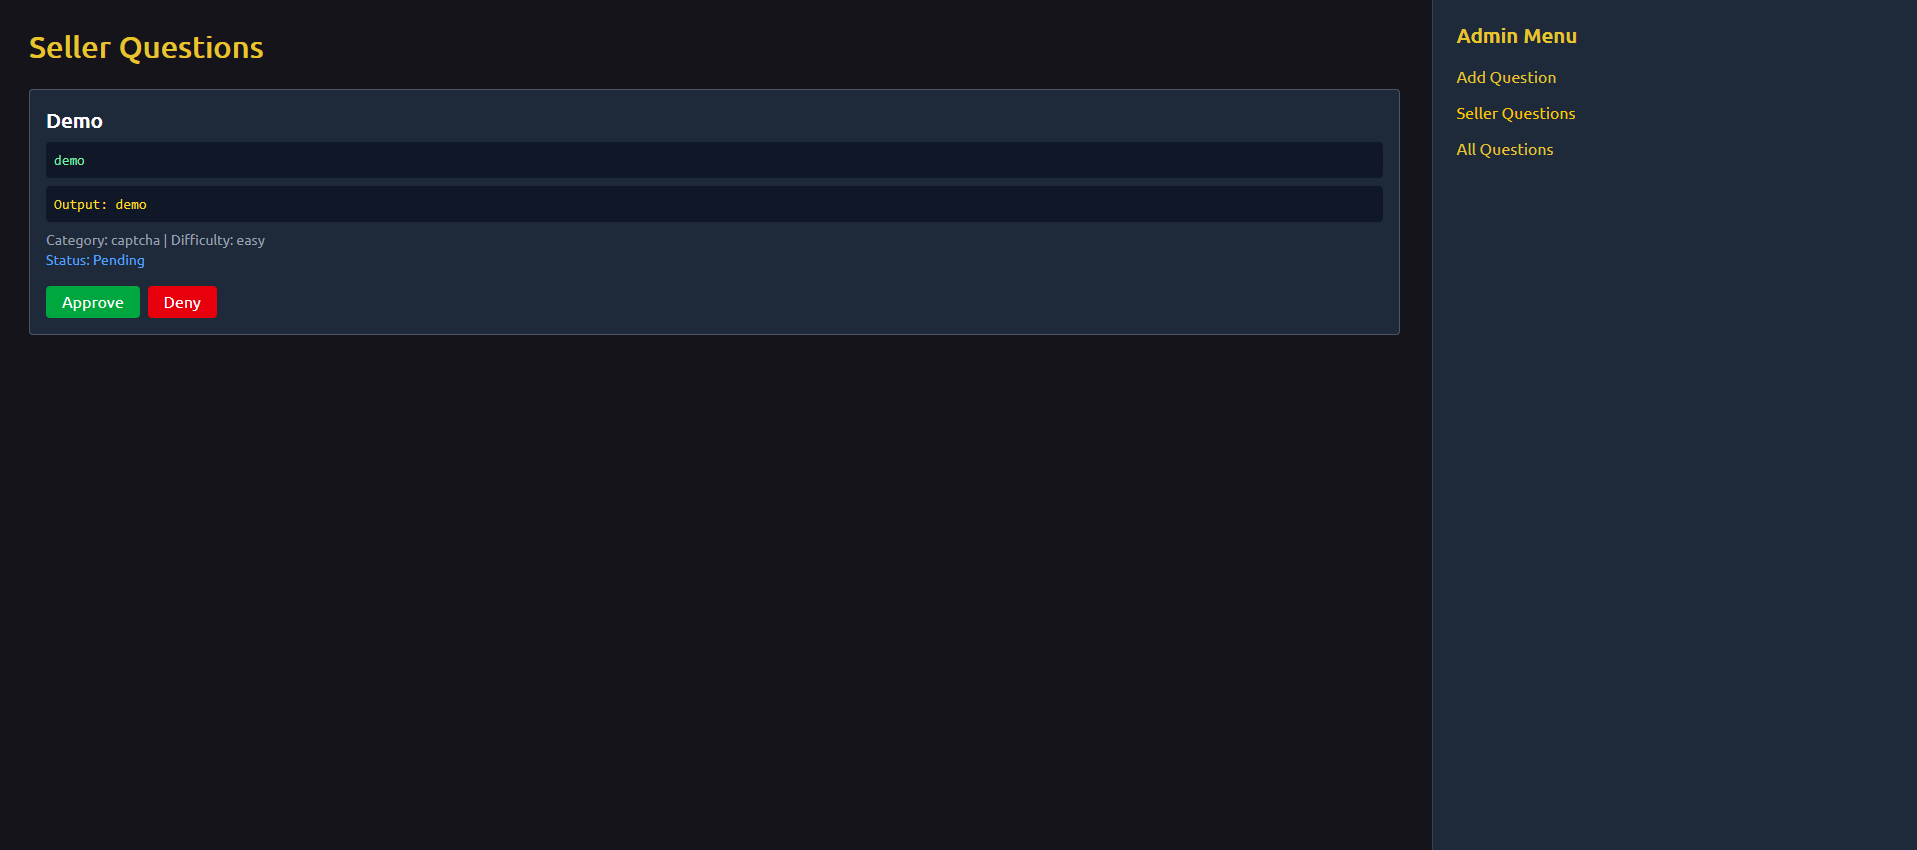 Seller Questions
Demo
demo
Output: demo
Category: captcha | Difficulty: easy
Status: Pending
Approve Deny
Admin Menu
Add Question
Seller Questions
All Questions